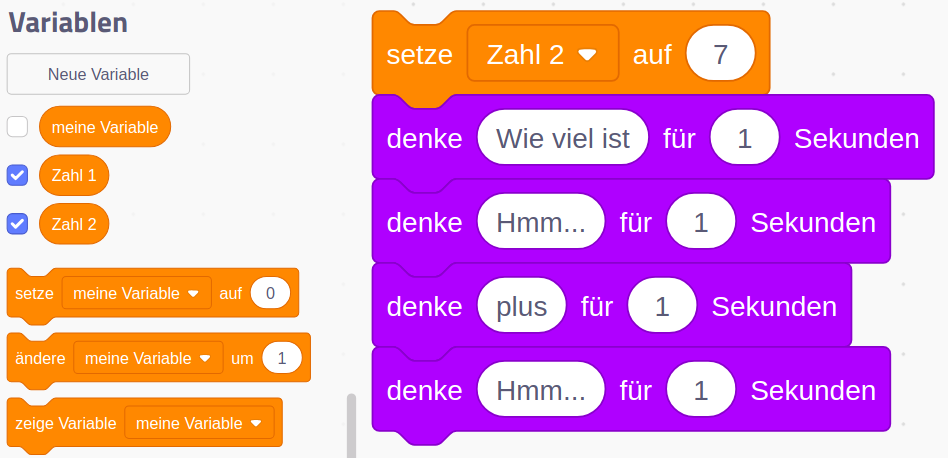 Variablen
Neue Variable
meine Variable
Zahl 1
Zahl 2
setze meine Variable auf 0
ändere meine Variable um 1
zeige Variable meine Variable
setze Zahl 2 auf 7
denke Wie viel ist für 1 Sekunden
denke Hmm... für 1 Sekunden
denke plus für 1 Sekunden
denke Hmm... für 1 Sekunden